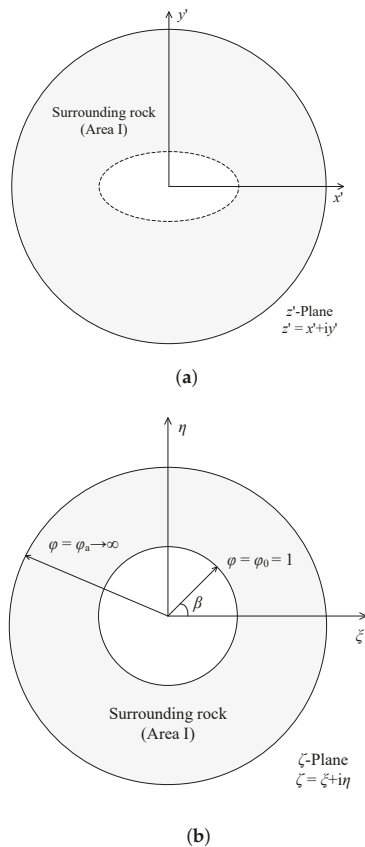 y'
Surrounding rock
(Area I)
x'
z'-Plane
z' = x'+iy'
(a)
η
φ = φa→∞
φ = φ0 = 1
β
ξ
Surrounding rock
(Area I)
ζ-Plane
ζ = ξ+iη
(b)